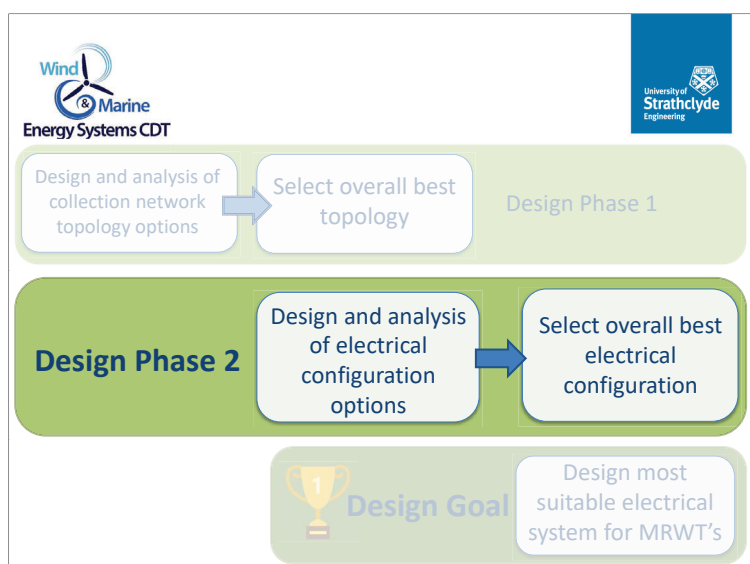 Wind
&
Marine
Energy Systems CDT
University of
Strathclyde
Engineering
Design and analysis of
collection network
topology options
Select overall best
topology
Design Phase 1
Design Phase 2
Design and analysis
of electrical
configuration
options
Select overall best
electrical
configuration
1
Design Goal
Design most
suitable electrical
system for MRWT's